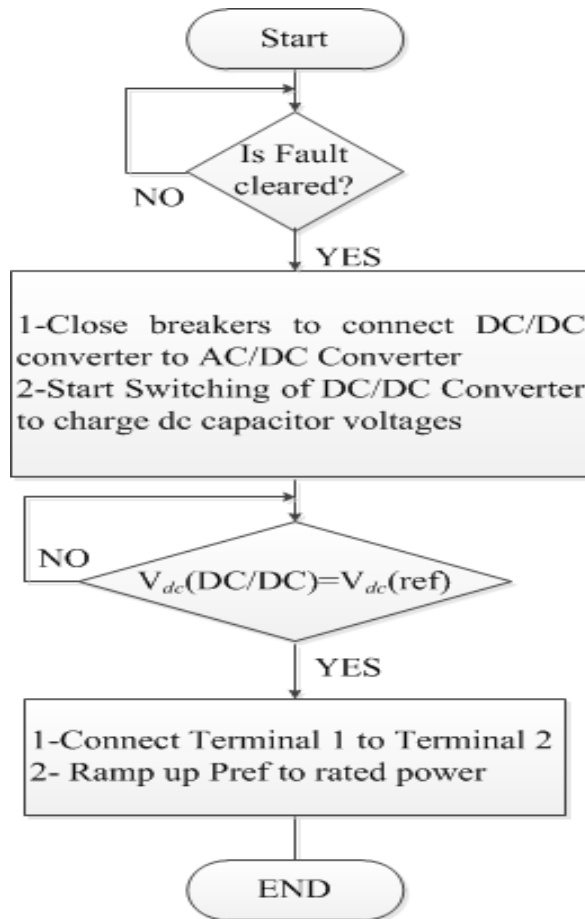 Start
Is Fault
cleared?
NO
YES
1-Close breakers to connect DC/DC
converter to AC/DC Converter
2-Start Switching of DC/DC Converter
to charge dc capacitor voltages
NO
Vdc(DC/DC)=Vdc(ref)
YES
1-Connect Terminal 1 to Terminal 2
2- Ramp up Pref to rated power
END